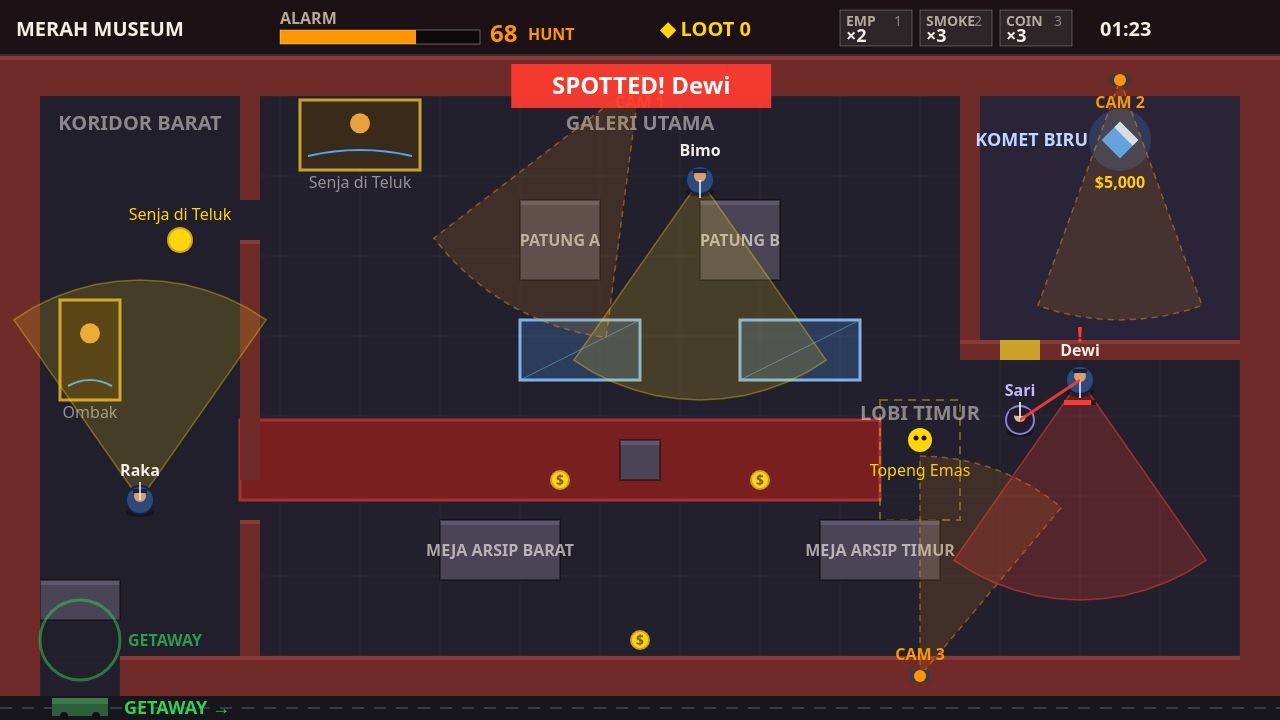 MERAH MUSEUM
ALARM
68 HUNT
◆ LOOT 0
EMP 1
×2
SMOKE 2
×3
COIN 3
×3
01:23
SPOTTED! Dewi
CAM 1
CAM 2
KORIDOR BARAT
GALERI UTAMA
KOMET BIRU
$5,000
Bimo
Senja di Teluk
Senja di Teluk
PATUNG A
PATUNG B
!
Dewi
Sari
Ombak
LOBI TIMUR
Raka
Topeng Emas
$
$
MEJA ARSIP BARAT
MEJA ARSIP TIMUR
GETAWAY
$
CAM 3
GETAWAY →